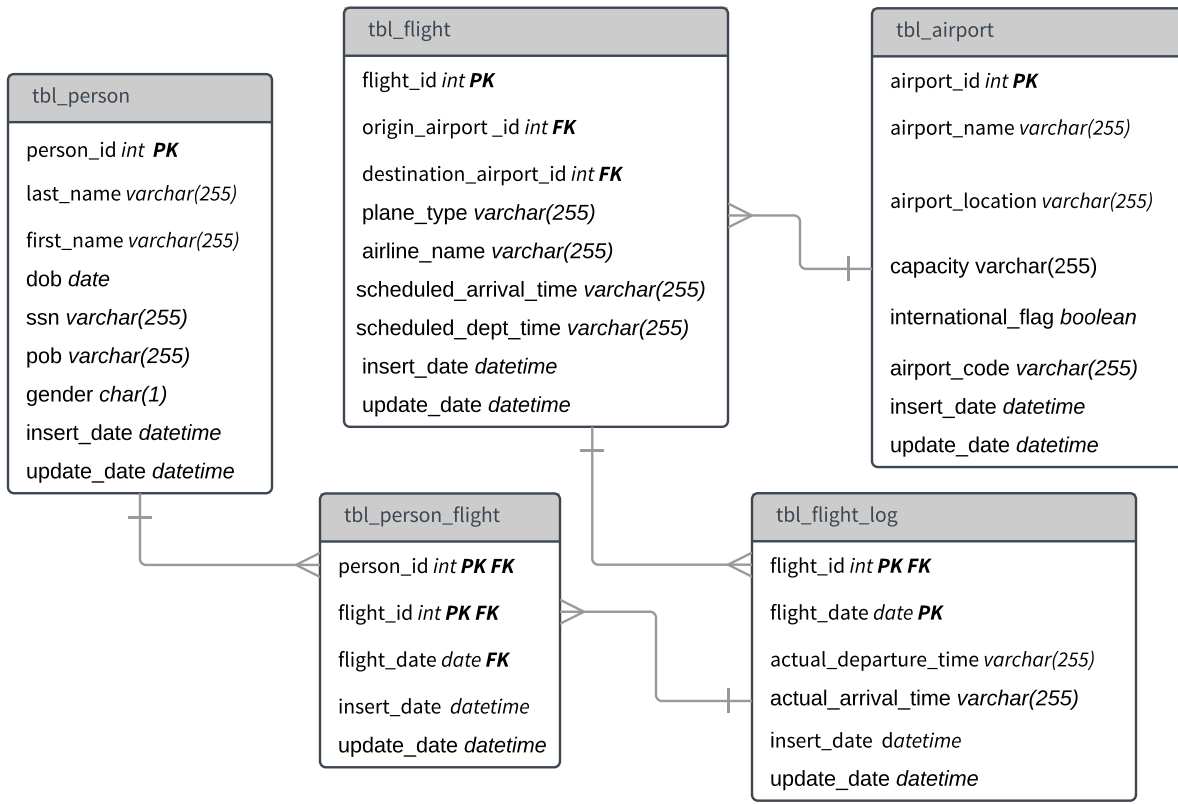 tbl_person
person_id int PK
last_name varchar(255)
first_name varchar(255)
dob date
ssn varchar(255)
pob varchar(255)
gender char(1)
insert_date datetime
update_date datetime
tbl_flight
flight_id int PK
origin_airport _id int FK
destination_airport_id int FK
plane_type varchar(255)
airline_name varchar(255)
scheduled_arrival_time varchar(255)
scheduled_dept_time varchar(255)
insert_date datetime
update_date datetime
tbl_airport
airport_id int PK
airport_name varchar(255)
airport_location varchar(255)
capacity varchar(255)
international_flag boolean
airport_code varchar(255)
insert_date datetime
update_date datetime
tbl_person_flight
person_id int PK FK
flight_id int PK FK
flight_date date FK
insert_date datetime
update_date datetime
tbl_flight_log
flight_id int PK FK
flight_date date PK
actual_departure_time varchar(255)
actual_arrival_time varchar(255)
insert_date datetime
update_date datetime